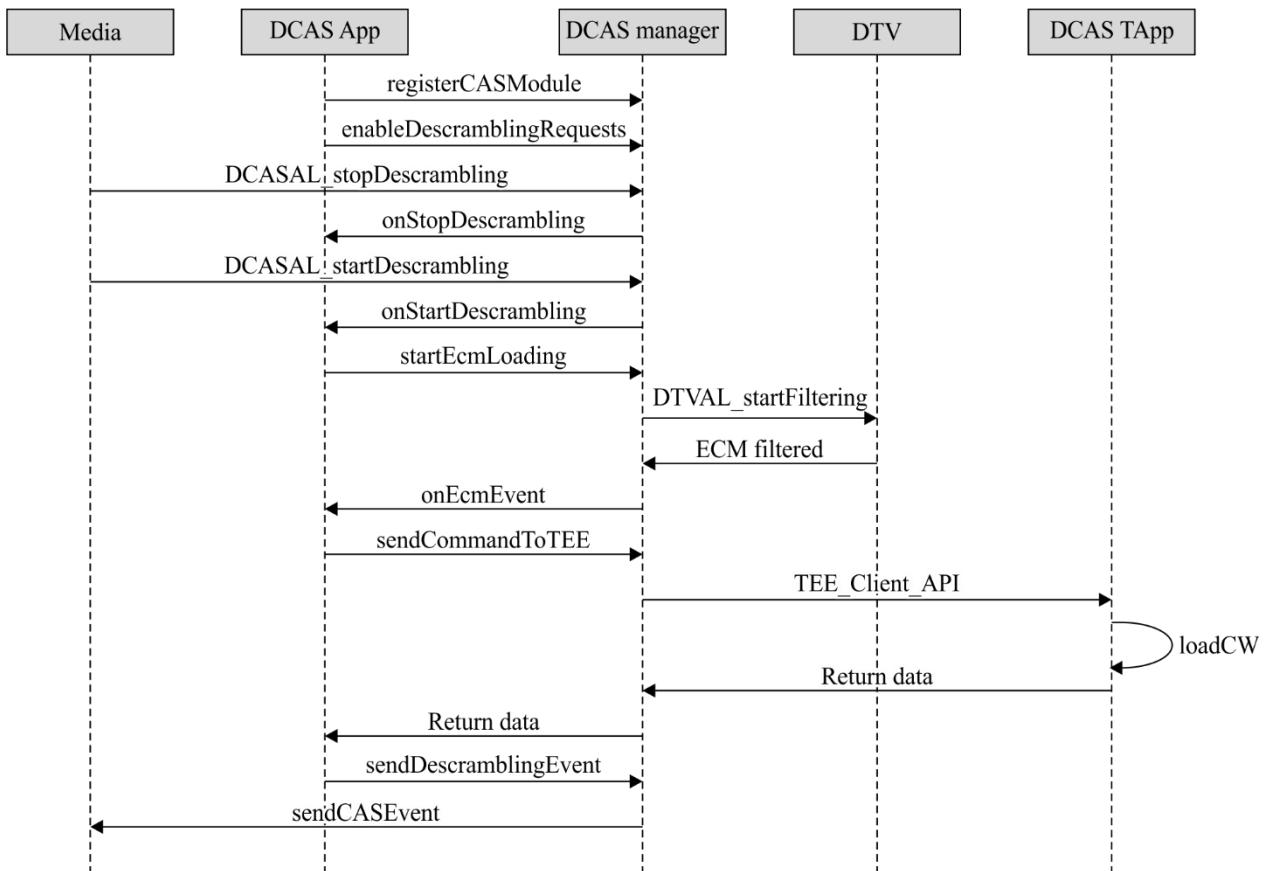 Media
DCAS App
DCAS manager
DTV
DCAS TApp
registerCASModule
enableDescramblingRequests
DCASAL_stopDescrambling
onStopDescrambling
DCASAL_startDescrambling
onStartDescrambling
startEcmLoading
DTVAL_startFiltering
ECM filtered
onEcmEvent
sendCommandToTEE
TEE_Client_API
loadCW
Return data
Return data
sendDescramblingEvent
sendCASEvent